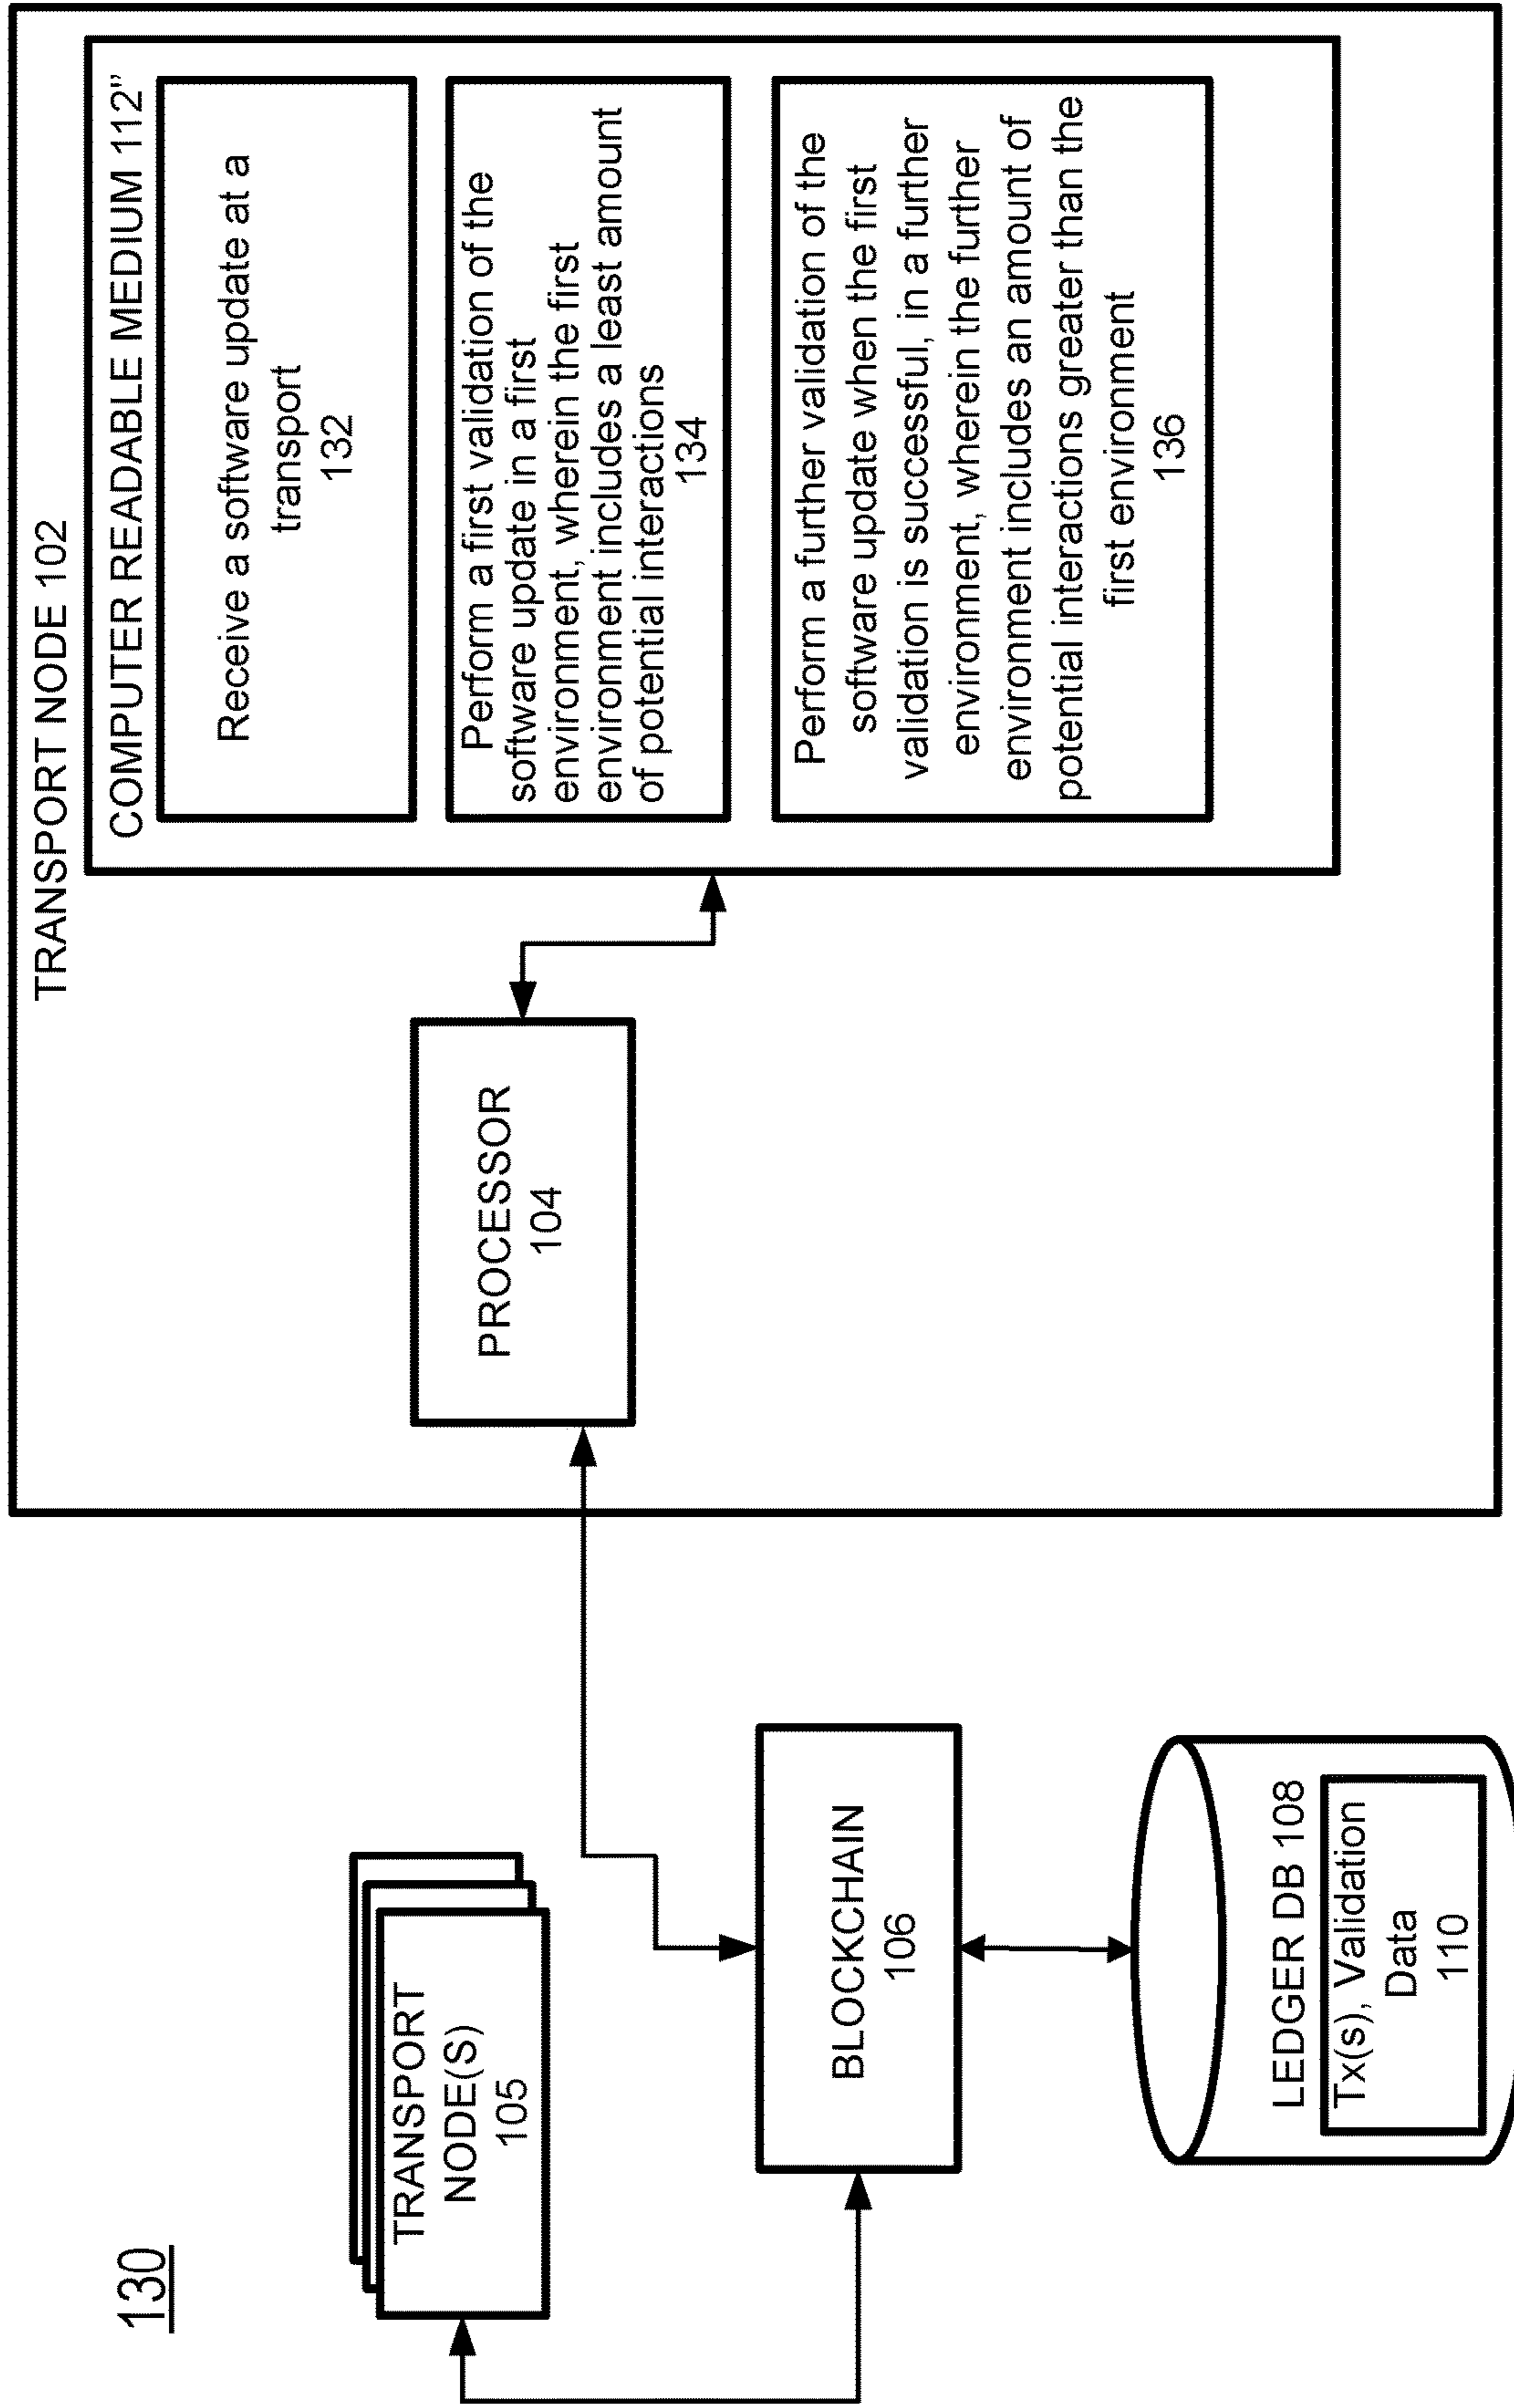 130
TRANSPORT
NODE(S)
105
BLOCKCHAIN
106
LEDGER DB 108
Tx(s), Validation
Data
110
TRANSPORT NODE 102
PROCESSOR
104
COMPUTER READABLE MEDIUM 112"
Receive a software update at a
transport
132
Perform a first validation of the
software update in a first
environment, wherein the first
environment includes a least amount
of potential interactions
134
Perform a further validation of the
software update when the first
validation is successful, in a further
environment, wherein the further
environment includes an amount of
potential interactions greater than the
first environment
136